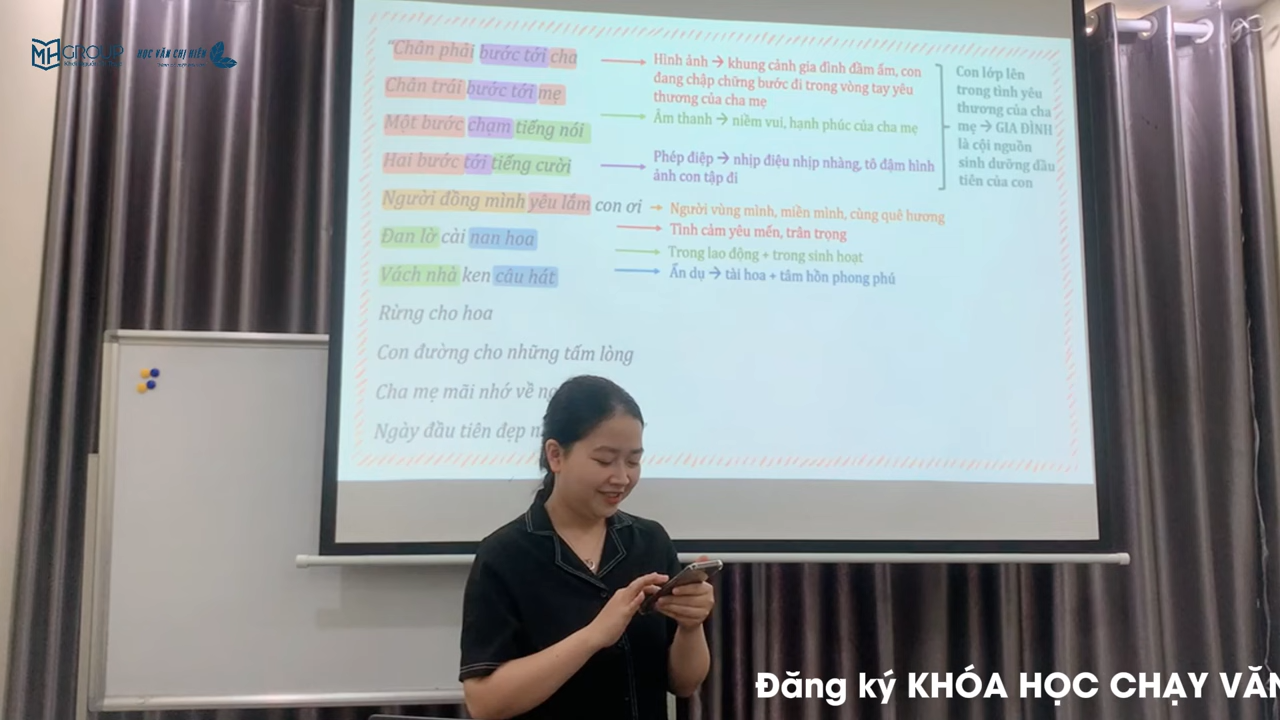 MH GROUP
HỌC VĂN CHỊ HIÊN
"Chân phải bước tới cha
Chân trái bước tới mẹ
Một bước chạm tiếng nói
Hai bước tới tiếng cười
Người đồng mình yêu lắm con ơi
Đan lờ cài nan hoa
Vách nhà ken câu hát
Rừng cho hoa
Con đường cho những tấm lòng
Cha mẹ mãi nhớ về
Ngày đầu tiên đẹp
Hình ảnh → khung cảnh gia đình đầm ấm, con
đang chập chững bước đi trong vòng tay yêu
thương của cha mẹ
Âm thanh → niềm vui, hạnh phúc của cha mẹ
Phép điệp → nhịp điệu nhịp nhàng, tô đậm hình
ảnh con tập đi
Người vùng mình, miền mình, cùng quê hương
Tình cảm yêu mến, trân trọng
Trong lao động + trong sinh hoạt
Ẩn dụ → tài hoa + tâm hồn phong phú
Con lớp lên
trong tình yêu
thương của cha
mẹ → GIA ĐÌNH
là cội nguồn
sinh dưỡng đầu
tiên của con
Đăng ký KHÓA HỌC CHẠY VĂN